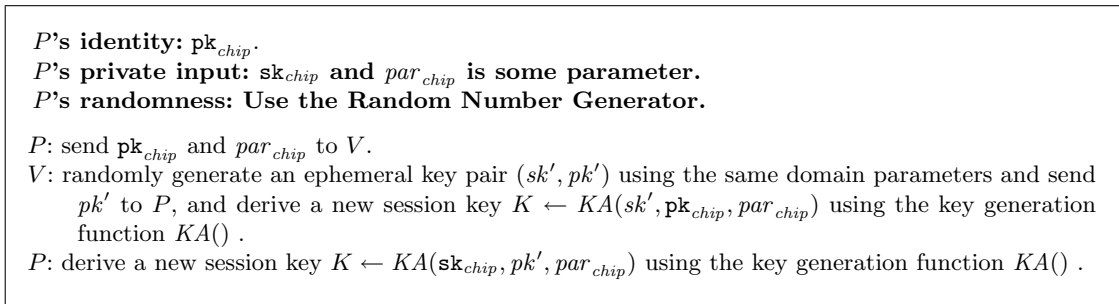 P's identity: pk_chip.
P's private input: sk_chip and par_chip is some parameter.
P's randomness: Use the Random Number Generator.
P: send pk_chip and par_chip to V.
V: randomly generate an ephemeral key pair (sk′, pk′) using the same domain parameters and send
pk′ to P, and derive a new session key K ← KA(sk′, pk_chip, par_chip) using the key generation
function KA() .
P: derive a new session key K ← KA(sk_chip, pk′, par_chip) using the key generation function KA() .